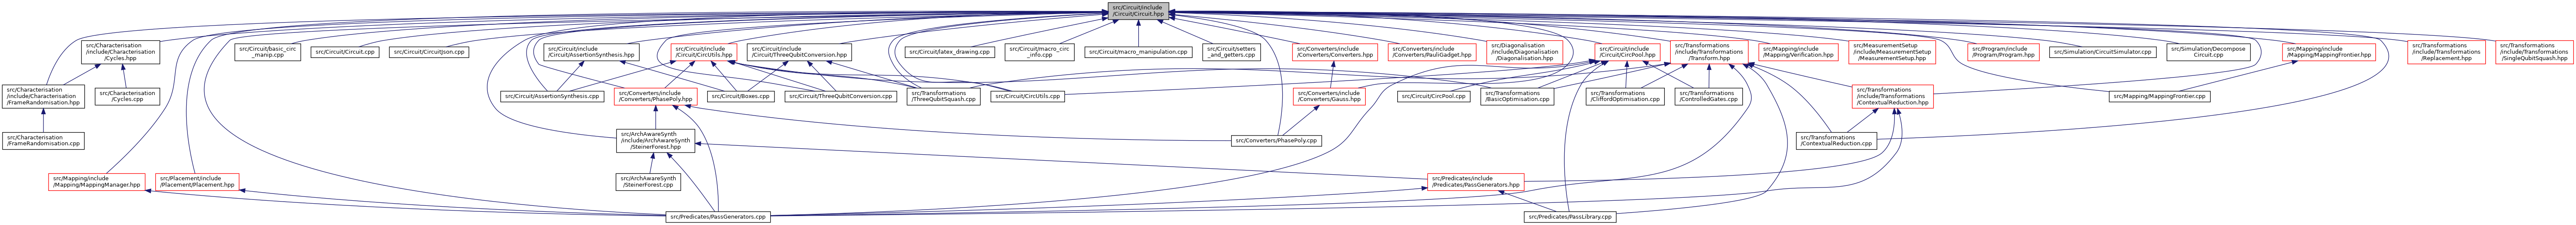 src/Circuit/include
/Circuit/Circuit.hpp
src/Characterisation
/include/Characterisation
/Cycles.hpp
src/Circuit/basic_circ
_manip.cpp
src/Circuit/Circuit.cpp
src/Circuit/CircuitJson.cpp
src/Circuit/include
/Circuit/AssertionSynthesis.hpp
src/Circuit/include
/Circuit/CircUtils.hpp
src/Circuit/include
/Circuit/ThreeQubitConversion.hpp
src/Circuit/latex_drawing.cpp
src/Circuit/macro_circ
_info.cpp
src/Circuit/macro_manipulation.cpp
src/Circuit/setters
_and_getters.cpp
src/Converters/include
/Converters/Converters.hpp
src/Converters/include
/Converters/PauliGadget.hpp
src/Diagonalisation
/include/Diagonalisation
/Diagonalisation.hpp
src/Circuit/include
/Circuit/CircPool.hpp
src/Transformations
/include/Transformations
/Transform.hpp
src/Mapping/include
/Mapping/Verification.hpp
src/MeasurementSetup
/include/MeasurementSetup
/MeasurementSetup.hpp
src/Program/include
/Program/Program.hpp
src/Simulation/CircuitSimulator.cpp
src/Simulation/Decompose
Circuit.cpp
src/Mapping/include
/Mapping/MappingFrontier.hpp
src/Transformations
/include/Transformations
/Replacement.hpp
src/Transformations
/include/Transformations
/SingleQubitSquash.hpp
src/Characterisation
/include/Characterisation
/FrameRandomisation.hpp
src/Characterisation
/Cycles.cpp
src/Circuit/AssertionSynthesis.cpp
src/Converters/include
/Converters/PhasePoly.hpp
src/Circuit/Boxes.cpp
src/Circuit/ThreeQubitConversion.cpp
src/Transformations
/ThreeQubitSquash.cpp
src/Circuit/CircUtils.cpp
src/Converters/include
/Converters/Gauss.hpp
src/Circuit/CircPool.cpp
src/Transformations
/BasicOptimisation.cpp
src/Transformations
/CliffordOptimisation.cpp
src/Transformations
/ControlledGates.cpp
src/Transformations
/include/Transformations
/ContextualReduction.hpp
src/Mapping/MappingFrontier.cpp
src/Characterisation
/FrameRandomisation.cpp
src/ArchAwareSynth
/include/ArchAwareSynth
/SteinerForest.hpp
src/Converters/PhasePoly.cpp
src/Transformations
/ContextualReduction.cpp
src/Mapping/include
/Mapping/MappingManager.hpp
src/Placement/include
/Placement/Placement.hpp
src/ArchAwareSynth
/SteinerForest.cpp
src/Predicates/include
/Predicates/PassGenerators.hpp
src/Predicates/PassGenerators.cpp
src/Predicates/PassLibrary.cpp